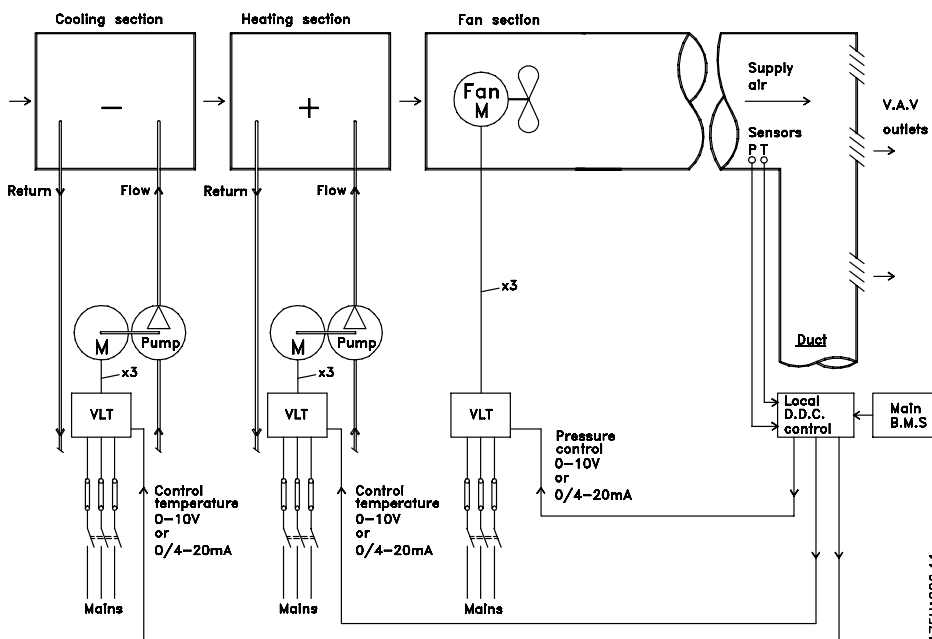 Cooling section
Heating section
Fan section
−
+
Fan
M
Supply
air
Sensors
P T
V.A.V
outlets
Return
Flow
Return
Flow
x3
M
Pump
M
Pump
x3
x3
Duct
VLT
VLT
VLT
Local
D.D.C.
control
Main
B.M.S
Pressure
control
0−10V
or
0/4−20mA
Control
temperature
0−10V
or
0/4−20mA
Control
temperature
0−10V
or
0/4−20mA
Mains
Mains
Mains